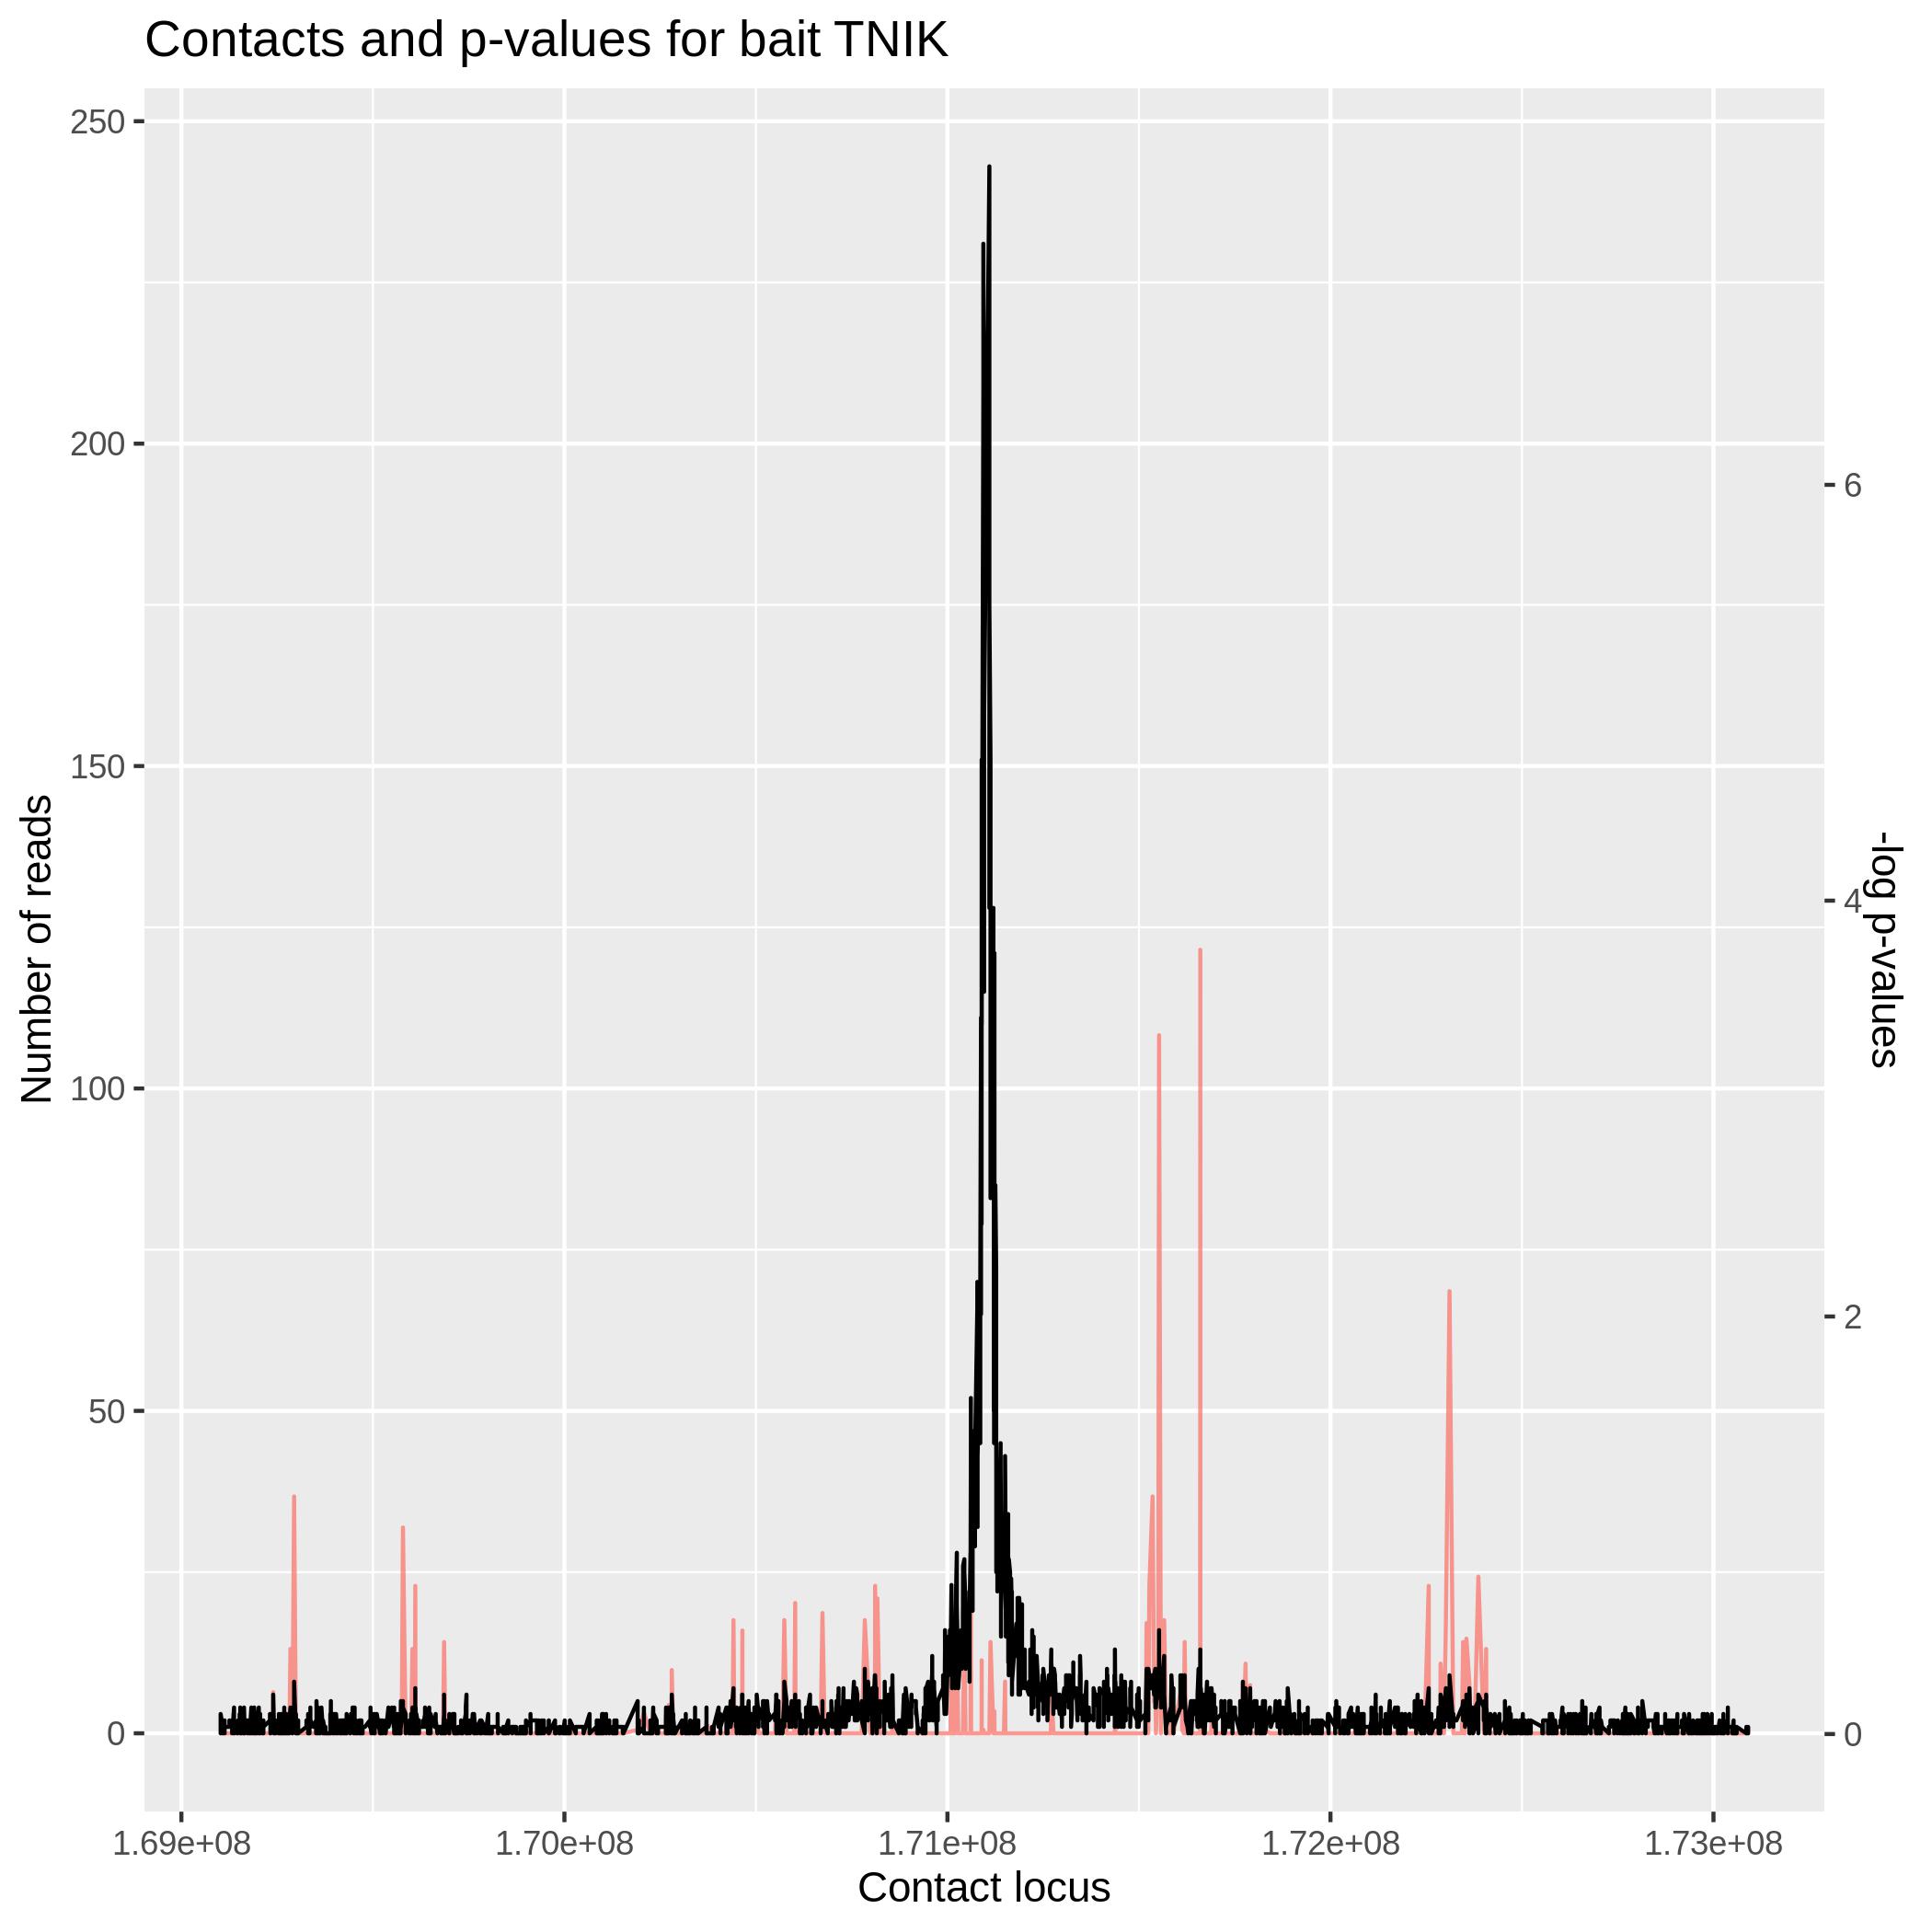 Contacts and p-values for bait TNIK
250
200
150
100
50
0
Number of reads
6
4
2
0
-log p-values
1.69e+08
1.70e+08
1.71e+08
1.72e+08
1.73e+08
Contact locus